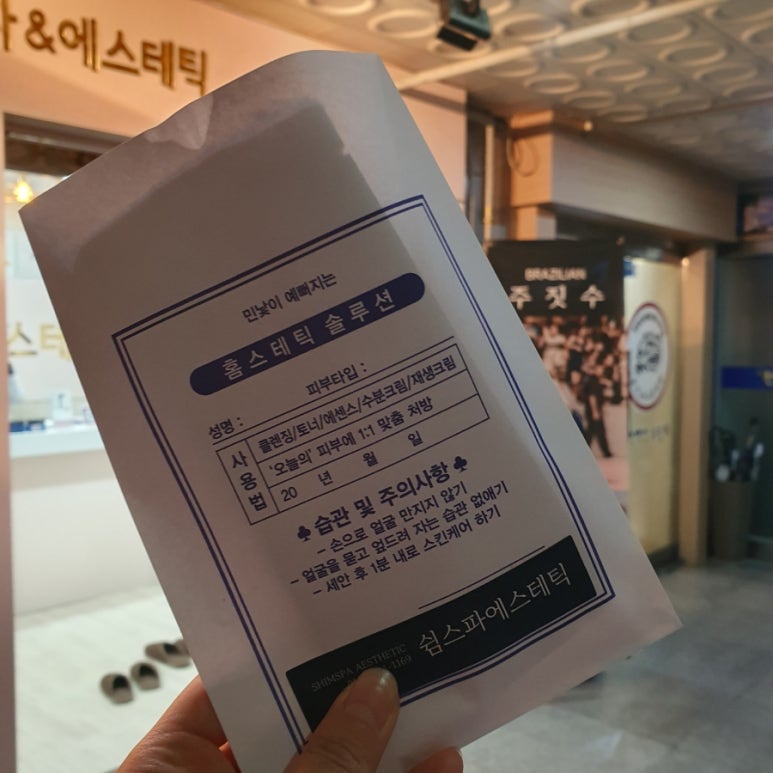 &에스테틱
스테
민낯이 예뻐지는
홈스테틱 솔루션
성명 : 피부타입 :
사용법
클렌징/토너/에센스/수분크림/재생크림
'오늘의' 피부에 1:1 맞춤 처방
20 년 월 일
♣ 습관 및 주의사항 ♣
- 손으로 얼굴 만지지 않기
- 얼굴을 묻고 엎드려 자는 습관 없애기
- 세안 후 1분 내로 스킨케어 하기
쉼스파에스테틱
SHIMSPA AESTHETIC
1169
BRAZILIAN
주짓수